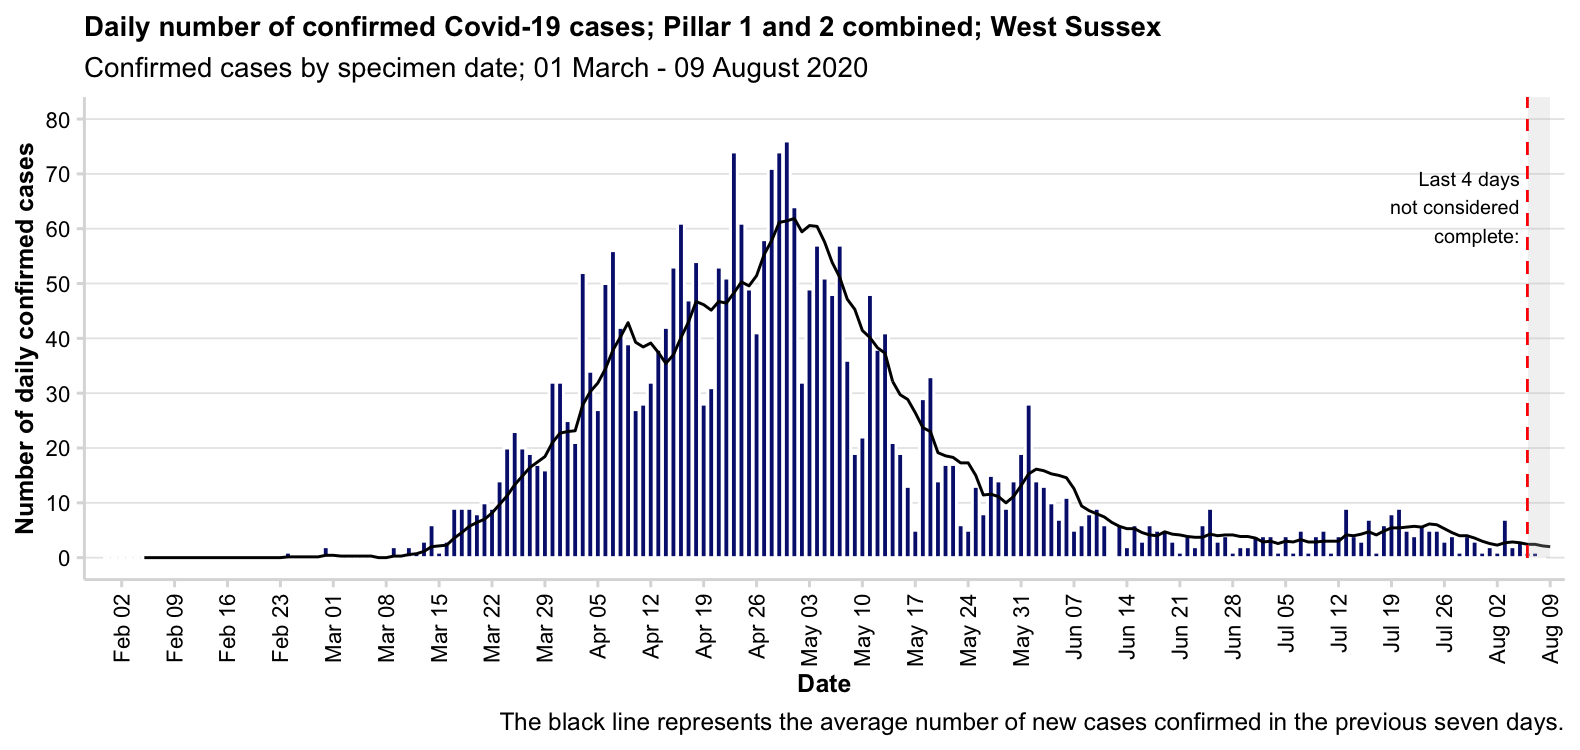 Daily number of confirmed Covid-19 cases; Pillar 1 and 2 combined; West Sussex
Confirmed cases by specimen date; 01 March - 09 August 2020
Number of daily confirmed cases
80
70
60
50
40
30
20
10
0
Last 4 days
not considered
complete:
Feb 02
Feb 09
Feb 16
Feb 23
Mar 01
Mar 08
Mar 15
Mar 22
Mar 29
Apr 05
Apr 12
Apr 19
Apr 26
May 03
May 10
May 17
May 24
May 31
Jun 07
Jun 14
Jun 21
Jun 28
Jul 05
Jul 12
Jul 19
Jul 26
Aug 02
Aug 09
Date
The black line represents the average number of new cases confirmed in the previous seven days.